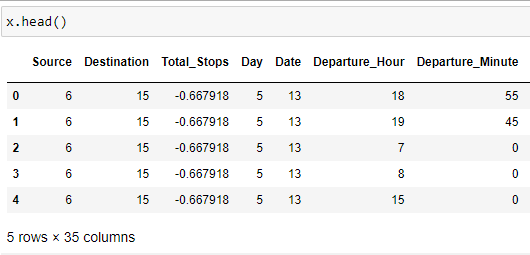 x.head()
Source Destination Total_Stops Day Date Departure_Hour Departure_Minute
0 6 15 -0.667918 5 13 18 55
1 6 15 -0.667918 5 13 19 45
2 6 15 -0.667918 5 13 7 0
3 6 15 -0.667918 5 13 8 0
4 6 15 -0.667918 5 13 15 0
5 rows × 35 columns